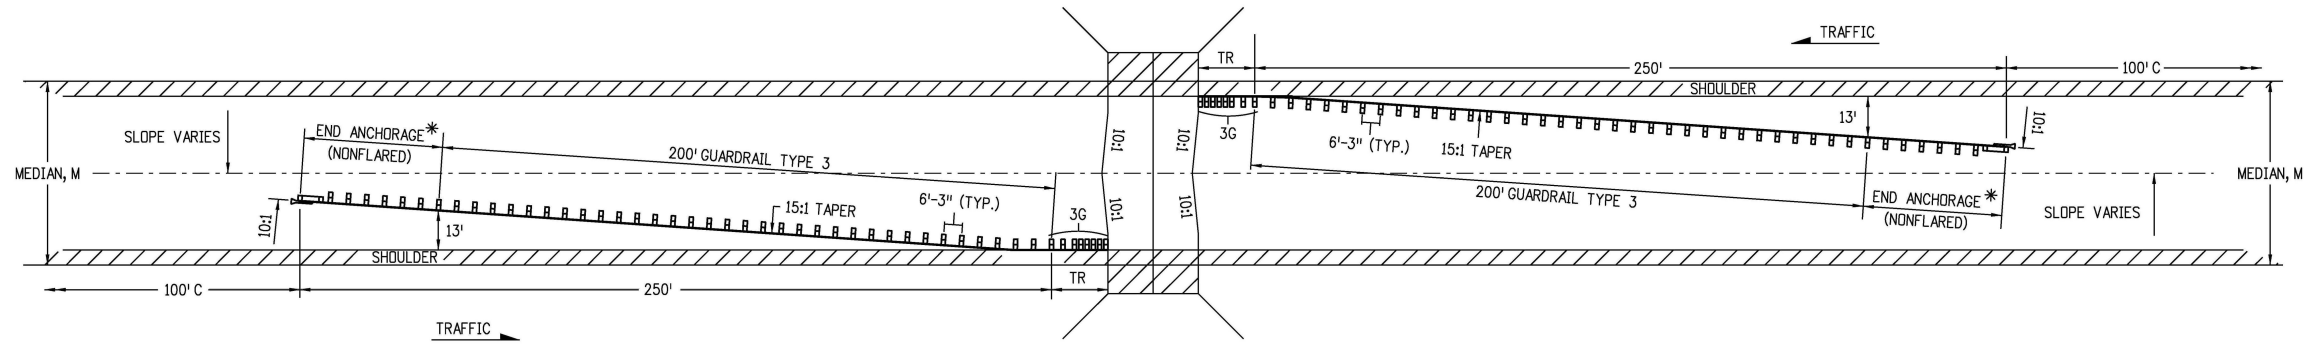 TRAFFIC
TR
250'
100' C
SHOULDER
3G
6'-3" (TYP.)
15:1 TAPER
13'
10:1
SLOPE VARIES
END ANCHORAGE*
(NONFLARED)
200' GUARDRAIL TYPE 3
10:1
10:1
MEDIAN, M
MEDIAN, M
200' GUARDRAIL TYPE 3
END ANCHORAGE*
(NONFLARED)
SLOPE VARIES
10:1
13'
15:1 TAPER
6'-3" (TYP.)
3G
10:1
10:1
SHOULDER
100' C
250'
TR
TRAFFIC